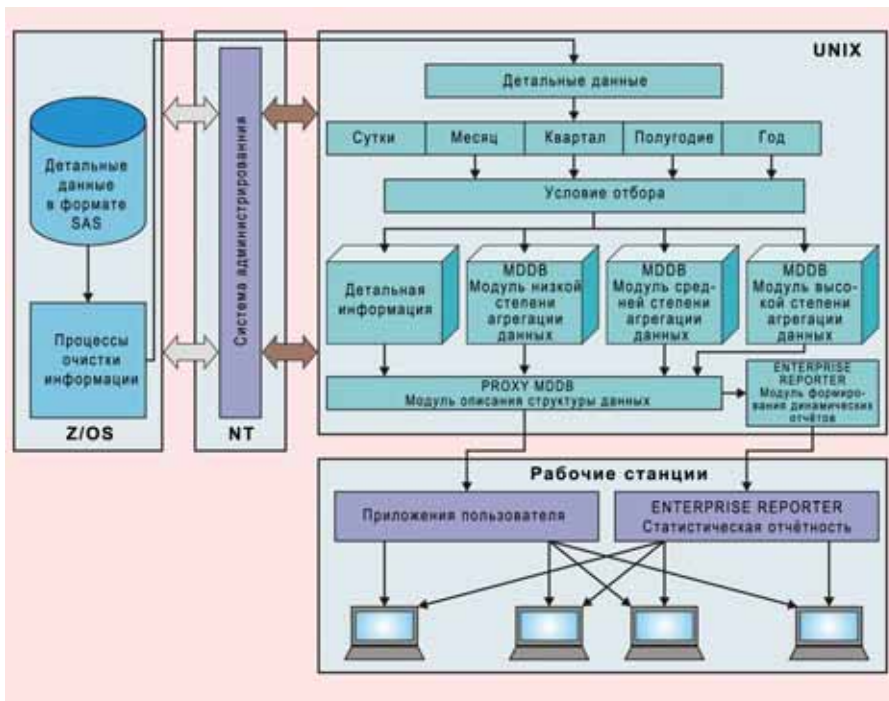 UNIX
Детальные данные
Сутки
Месяц
Квартал
Полугодие
Год
Условие отбора
Детальные
данные
в формате
SAS
Система администрирования
Детальная
информация
MDDB
Модуль низкой
степени
агрегации
данных
MDDB
Модуль сред-
ней степени
агрегации
данных
MDDB
Модуль высо-
кой степени
агрегации
данных
Процессы
очистки
информации
PROXY MDDB
Модуль описания структуры данных
ENTERPRISE
REPORTER
Модуль формиро-
вания динамических
отчётов
Z/OS
NT
Рабочие станции
Приложения пользователя
ENTERPRISE REPORTER
Статистическая отчётность